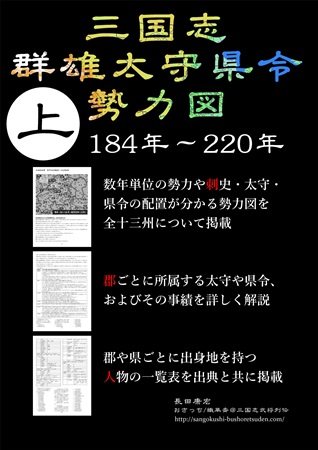 三国志
群雄太守県令
勢力図
上
184年～220年
数年単位の勢力や刺史・太守・
県令の配置が分かる勢力図を
全十三州について掲載
郡ごとに所属する太守や県令、
およびその事績を詳しく解説
郡や県ごとに出身地を持つ
人物の一覧表を出典と共に掲載
長田康宏
http://sangokushi-bushoretsuden.com/